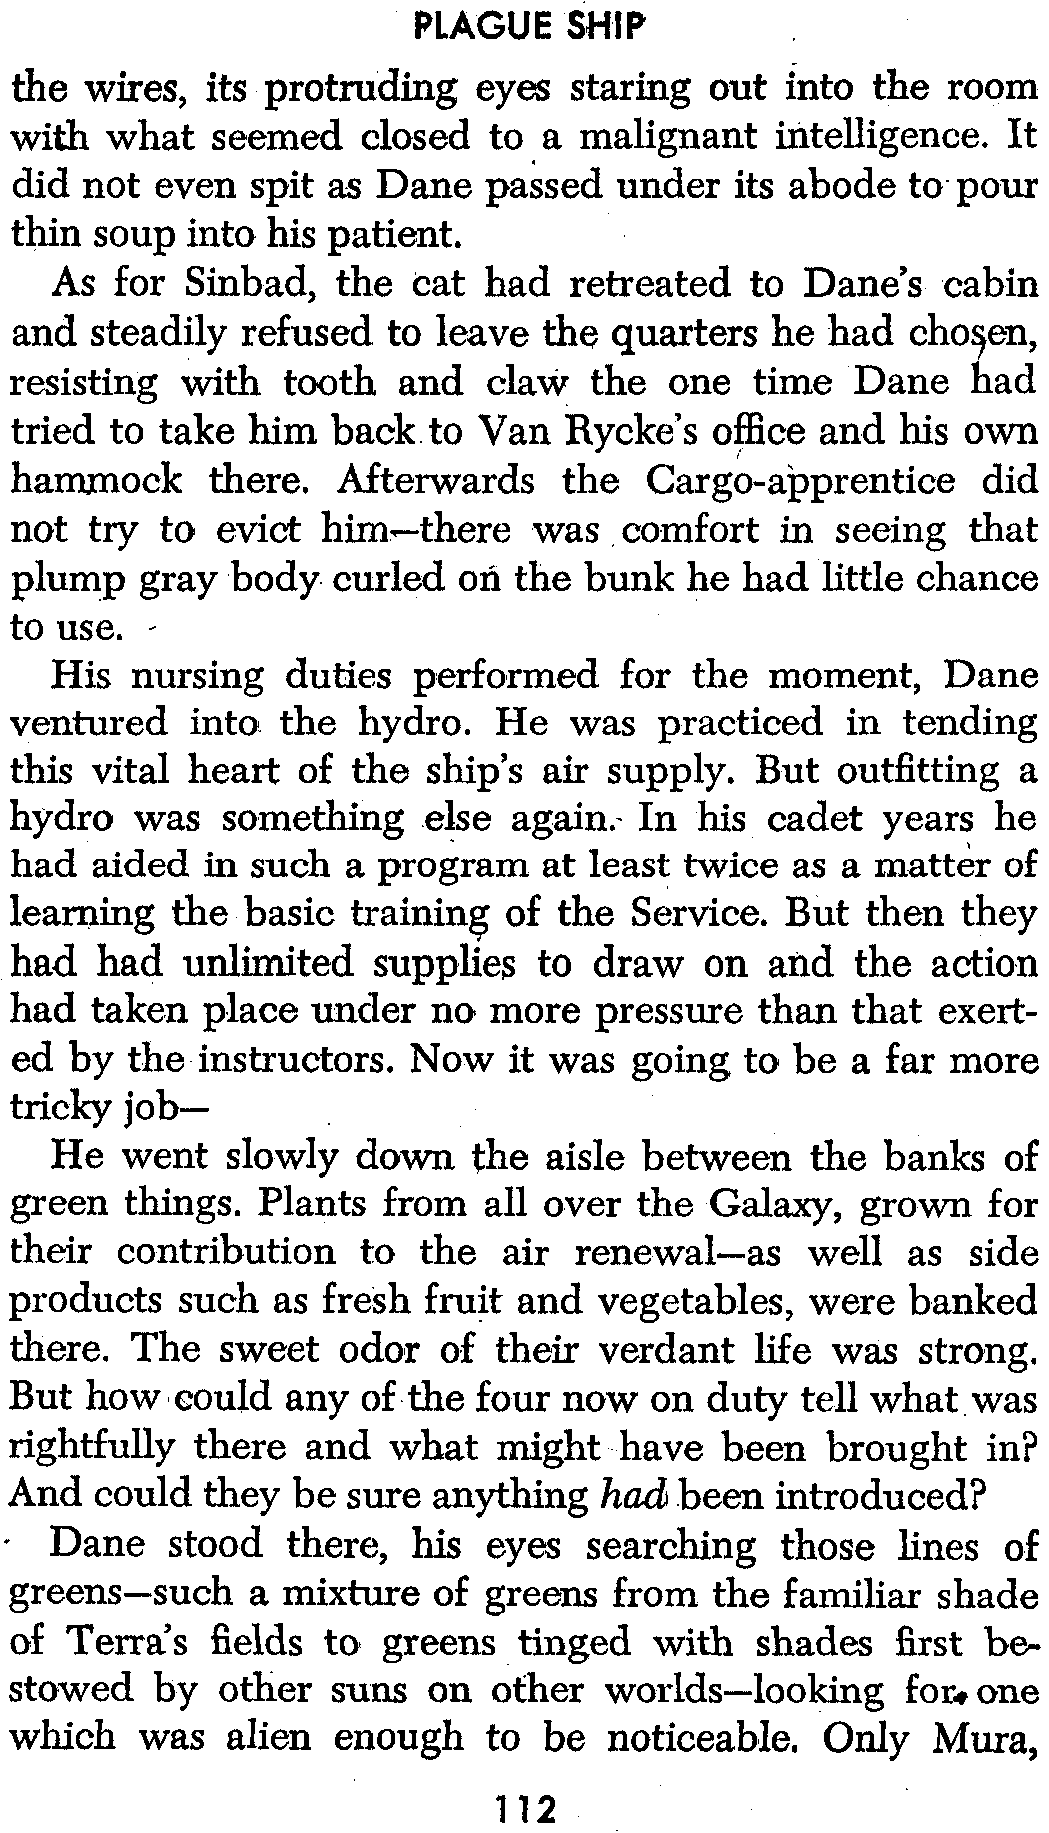 PLAGUE SHIP
the wires, its protruding eyes staring out into the room
with what seemed closed to a malignant intelligence. It
did not even spit as Dane passed under its abode to pour
thin soup into his patient.
As for Sinbad, the cat had retreated to Dane's cabin
and steadily refused to leave the quarters he had chosen,
resisting with tooth and claw the one time Dane had
tried to take him back to Van Rycke's office and his own
hammock there. Afterwards the Cargo-apprentice did
not try to evict him—there was comfort in seeing that
plump gray body curled on the bunk he had little chance
to use.
His nursing duties performed for the moment, Dane
ventured into the hydro. He was practiced in tending
this vital heart of the ship's air supply. But outfitting a
hydro was something else again. In his cadet years he
had aided in such a program at least twice as a matter of
learning the basic training of the Service. But then they
had had unlimited supplies to draw on and the action
had taken place under no more pressure than that exert-
ed by the instructors. Now it was going to be a far more
tricky job—
He went slowly down the aisle between the banks of
green things. Plants from all over the Galaxy, grown for
their contribution to the air renewal—as well as side
products such as fresh fruit and vegetables, were banked
there. The sweet odor of their verdant life was strong.
But how could any of the four now on duty tell what was
rightfully there and what might have been brought in?
And could they be sure anything had been introduced?
Dane stood there, his eyes searching those lines of
greens—such a mixture of greens from the familiar shade
of Terra's fields to greens tinged with shades first be-
stowed by other suns on other worlds—looking for one
which was alien enough to be noticeable. Only Mura,
112